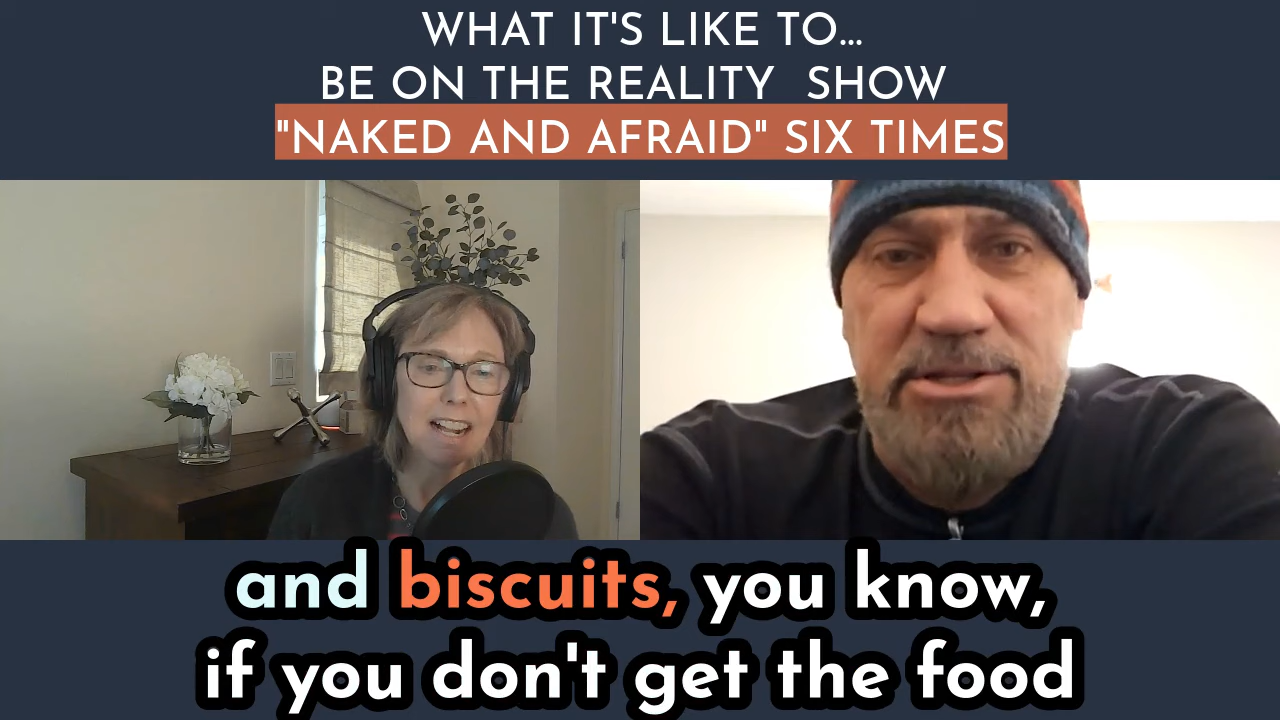 WHAT IT'S LIKE TO...
BE ON THE REALITY SHOW
"NAKED AND AFRAID" SIX TIMES
and biscuits, you know,
if you don't get the food